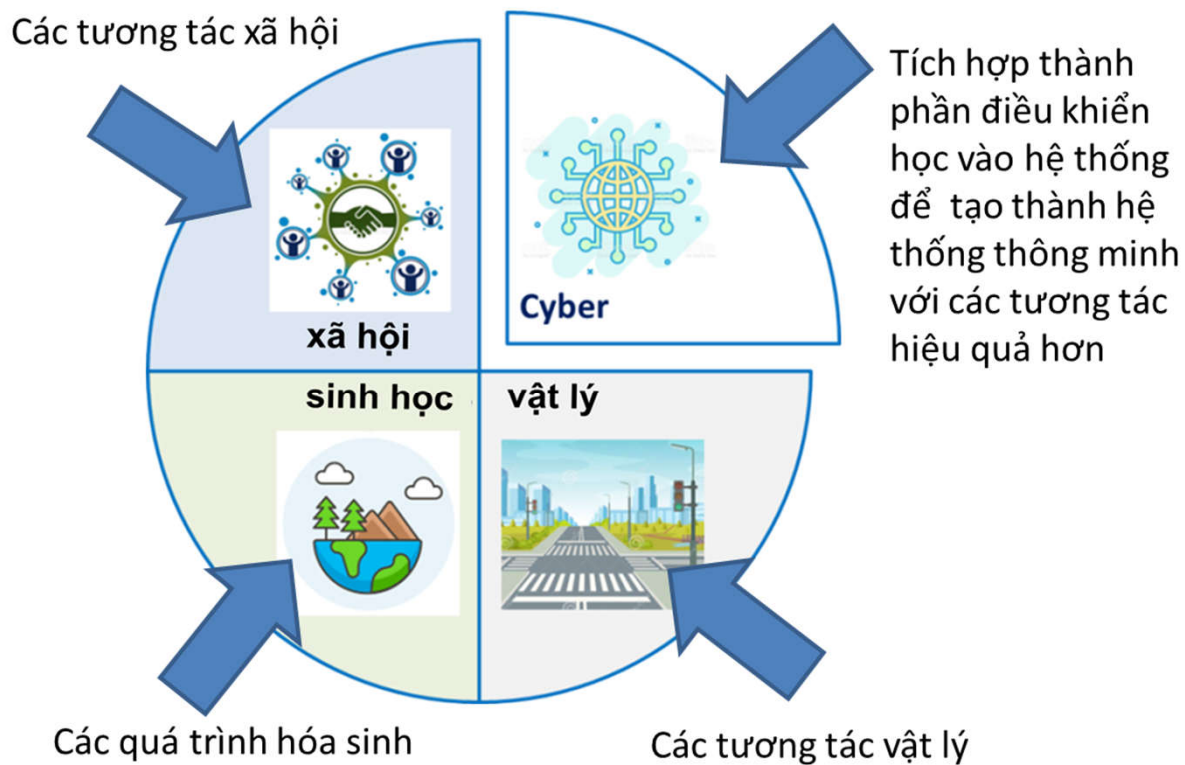 Các tương tác xã hội
Tích hợp thành
phần điều khiển
học vào hệ thống
để tạo thành hệ
thống thông minh
với các tương tác
hiệu quả hơn
Cyber
xã hội
sinh học
vật lý
Các quá trình hóa sinh
Các tương tác vật lý